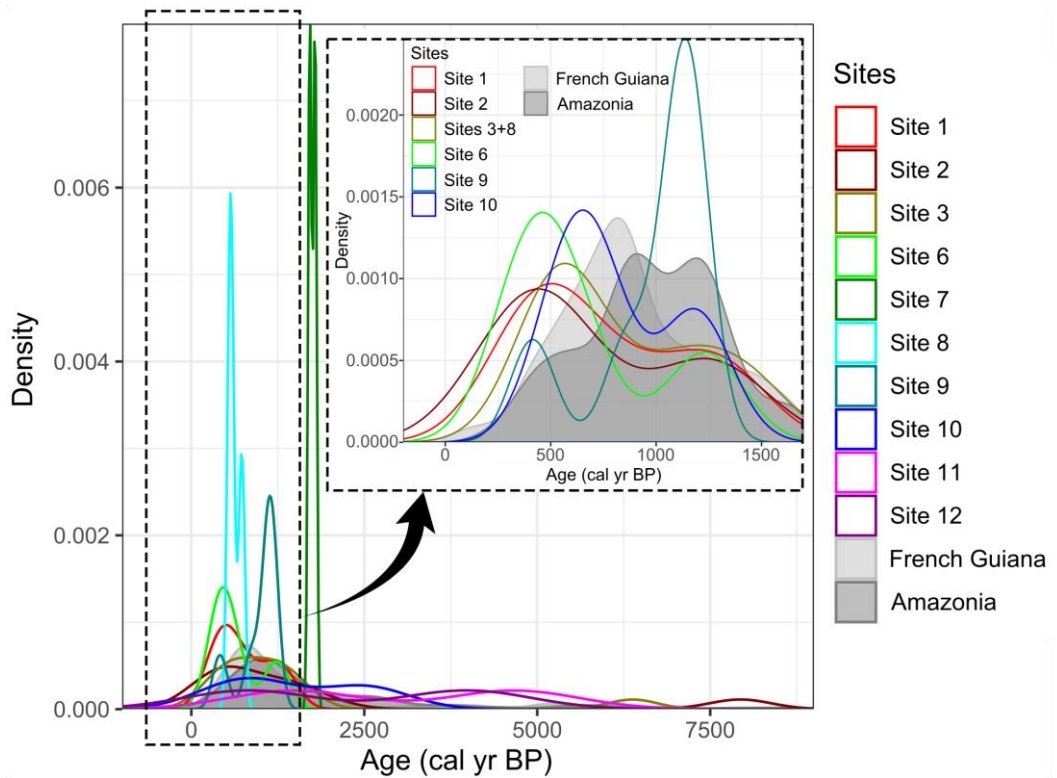 Density
0.006
0.004
0.002
0.000
0
2500
5000
7500
Age (cal yr BP)
Sites
Site 1
Site 2
Sites 3+8
Site 6
Site 9
Site 10
French Guiana
Amazonia
Density
0.0020
0.0015
0.0010
0.0005
0.0000
0
500
1000
1500
Age (cal yr BP)
Sites
Site 1
Site 2
Site 3
Site 6
Site 7
Site 8
Site 9
Site 10
Site 11
Site 12
French Guiana
Amazonia